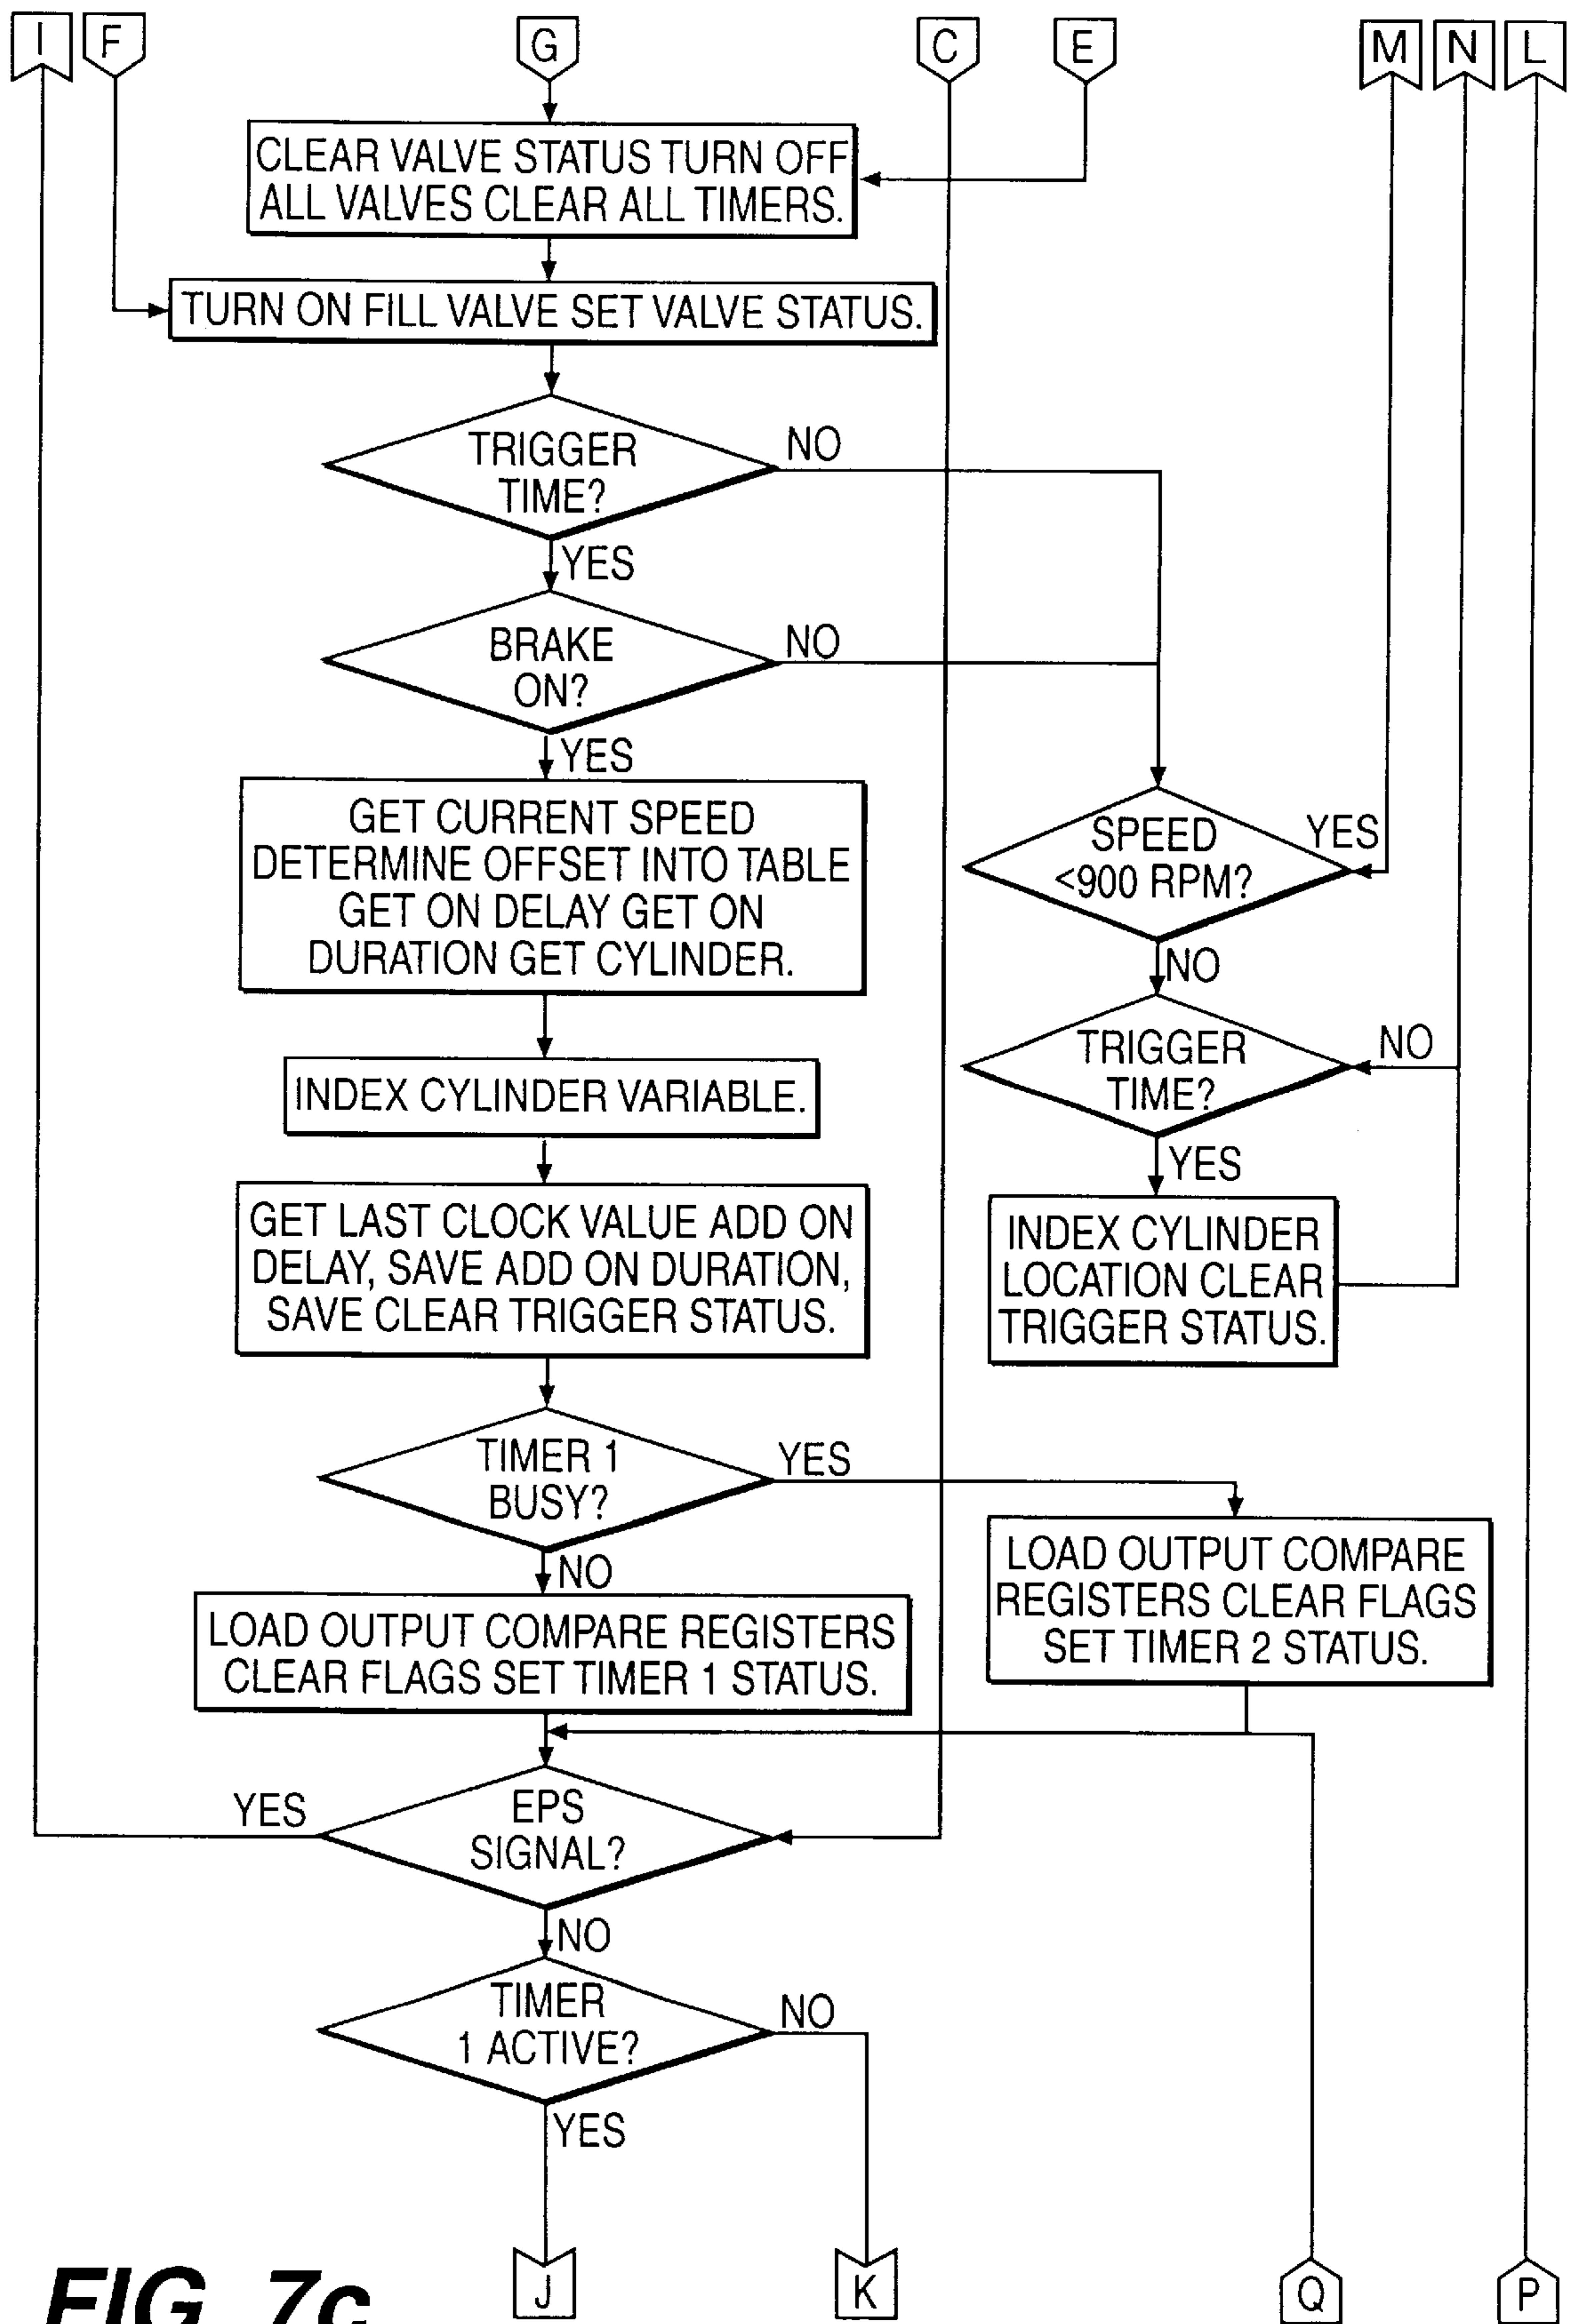 I
F
G
C
E
M
N
L
CLEAR VALVE STATUS TURN OFF
ALL VALVES CLEAR ALL TIMERS.
TURN ON FILL VALVE SET VALVE STATUS.
TRIGGER
TIME?
NO
YES
BRAKE
ON?
NO
YES
GET CURRENT SPEED
DETERMINE OFFSET INTO TABLE
GET ON DELAY GET ON
DURATION GET CYLINDER.
SPEED
<900 RPM?
YES
NO
TRIGGER
TIME?
NO
YES
INDEX CYLINDER VARIABLE.
GET LAST CLOCK VALUE ADD ON
DELAY, SAVE ADD ON DURATION,
SAVE CLEAR TRIGGER STATUS.
INDEX CYLINDER
LOCATION CLEAR
TRIGGER STATUS.
TIMER 1
BUSY?
YES
NO
LOAD OUTPUT COMPARE
REGISTERS CLEAR FLAGS
SET TIMER 2 STATUS.
LOAD OUTPUT COMPARE REGISTERS
CLEAR FLAGS SET TIMER 1 STATUS.
EPS
SIGNAL?
YES
NO
TIMER
1 ACTIVE?
NO
YES
J
K
Q
P
FIG. 7c